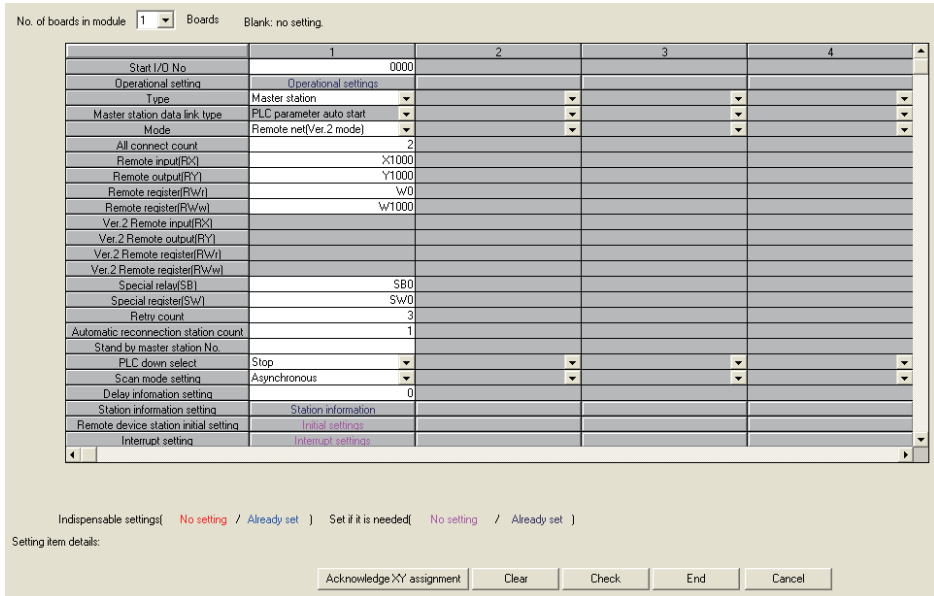 No. of boards in module 1 Boards Blank: no setting.
1 2 3 4
Start I/O No 0000
Operational setting Operational settings
Type Master station
Master station data link type PLC parameter auto start
Mode Remote net(Ver.2 mode)
All connect count 2
Remote input(RX) X1000
Remote output(RY) Y1000
Remote register(RWr) W0
Remote register(RWw) W1000
Ver.2 Remote input(RX)
Ver.2 Remote output(RY)
Ver.2 Remote register(RWr)
Ver.2 Remote register(RWw)
Special relay(SB) SB0
Special register(SW) SW0
Retry count 3
Automatic reconnection station count 1
Stand by master station No.
PLC down select Stop
Scan mode setting Asynchronous
Delay infomation setting 0
Station information setting Station information
Remote device station initial setting Initial settings
Interrupt setting Interrupt settings
Indispensable settings( No setting / Already set ) Set if it is needed( No setting / Already set )
Setting item details:
Acknowledge XY assignment Clear Check End Cancel